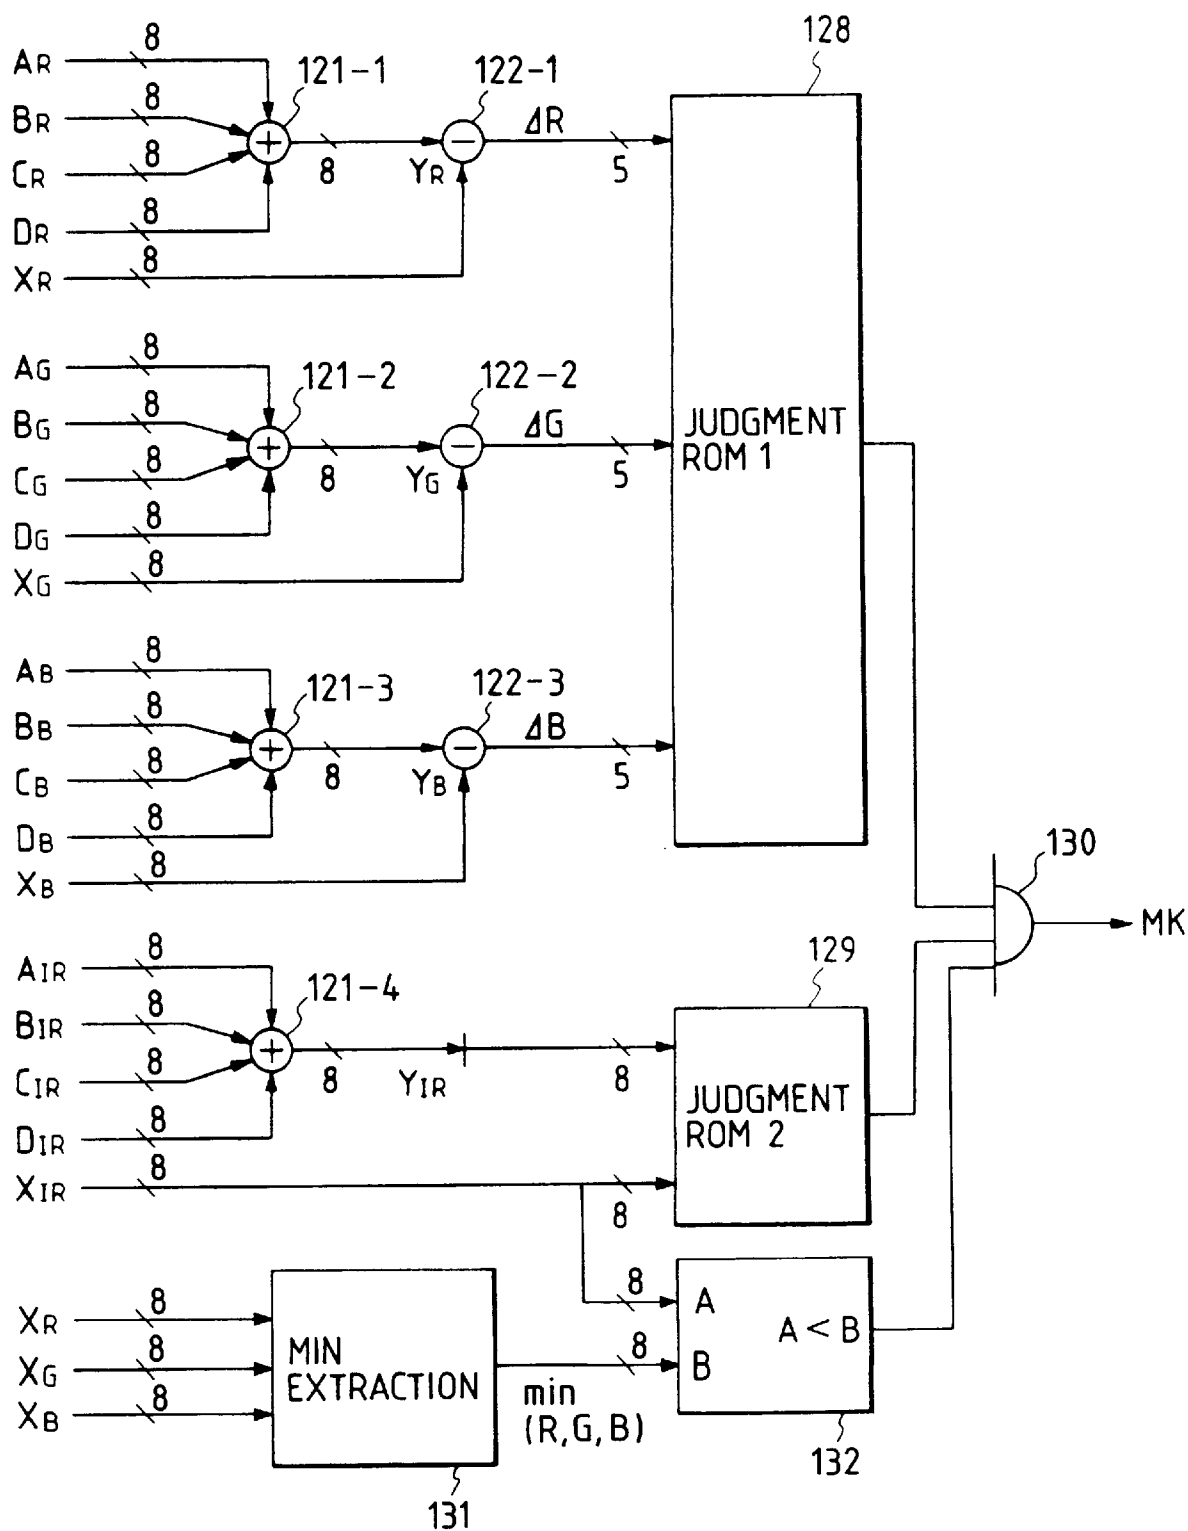 128
8
AR
121-1
122-1
8
BR
ΔR
8
CR
8
YR
5
8
DR
8
XR
8
AG
121-2
122-2
8
BG
ΔG
JUDGMENT
ROM 1
8
CG
8
YG
5
8
DG
8
XG
8
AB
121-3
122-3
8
BB
ΔB
8
CB
8
YB
5
8
DB
8
XB
130
MK
129
8
AIR
121-4
8
BIR
8
CIR
8
YIR
8
JUDGMENT
ROM 2
8
DIR
8
XIR
8
8
A
A < B
8
B
132
8
XR
8
XG
8
XB
MIN
EXTRACTION
min
(R,G,B)
131